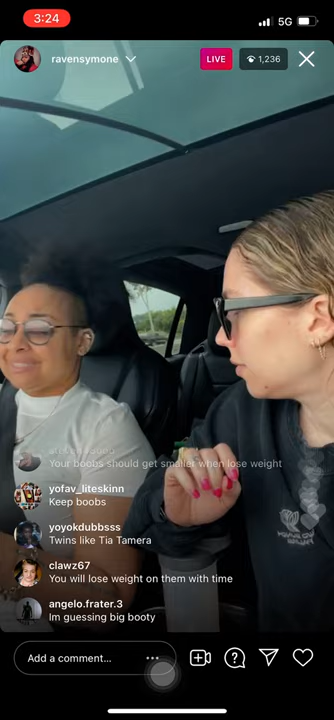 3:24
5G
ravensymone
LIVE
1,236
Your boobs should get smaller when lose weight
yofav_liteskinn
Keep boobs
yoyokdubbsss
Twins like Tia Tamera
clawz67
You will lose weight on them with time
angelo.frater.3
Im guessing big booty
Add a comment...